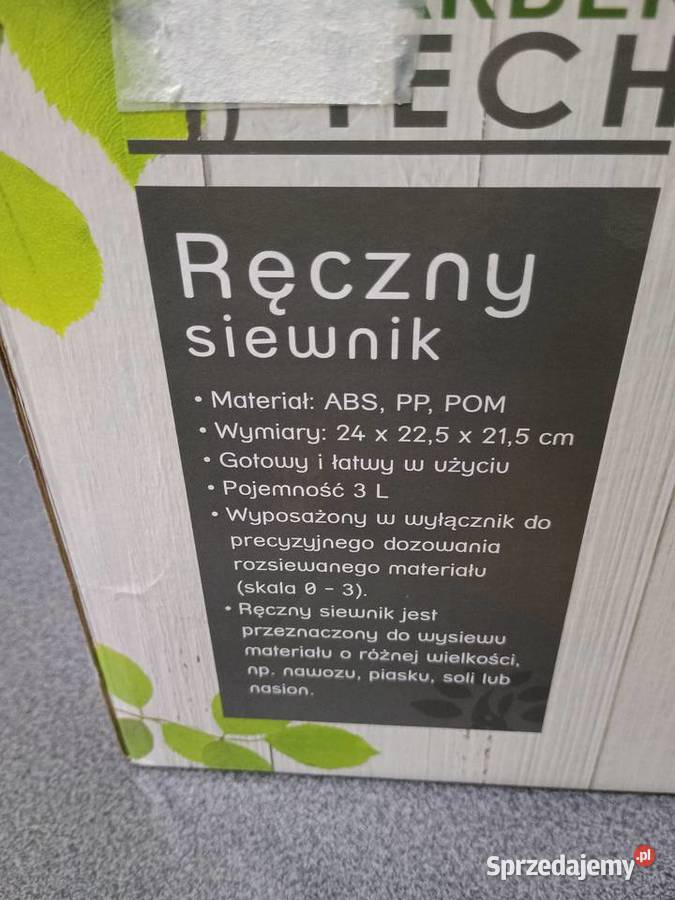 TECH
Ręczny
siewnik
• Materiał: ABS, PP, POM
• Wymiary: 24 x 22,5 x 21,5 cm
• Gotowy i łatwy w użyciu
• Pojemność 3 L
• Wyposażony w wyłącznik do
precyzyjnego dozowania
rozsiewanego materiału
(skala 0 - 3).
• Ręczny siewnik jest
przeznaczony do wysiewu
materiału o różnej wielkości,
np. nawozu, piasku, soli lub
nasion.
Sprzedajemy.pl